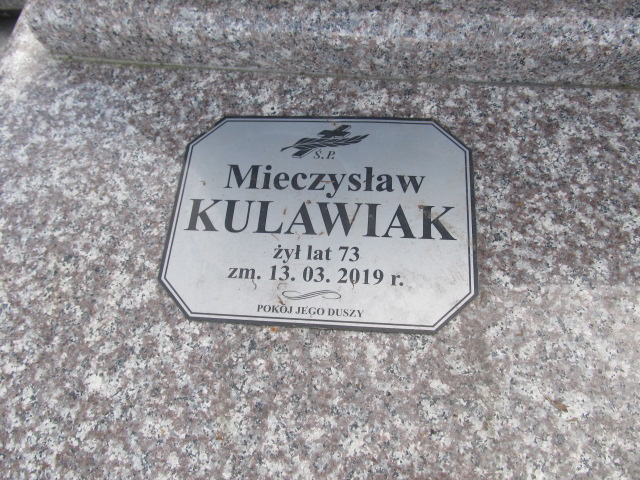 Ś.P.
Mieczysław
KULAWIAK
żył lat 73
zm. 13. 03. 2019 r.
POKÓJ JEGO DUSZY